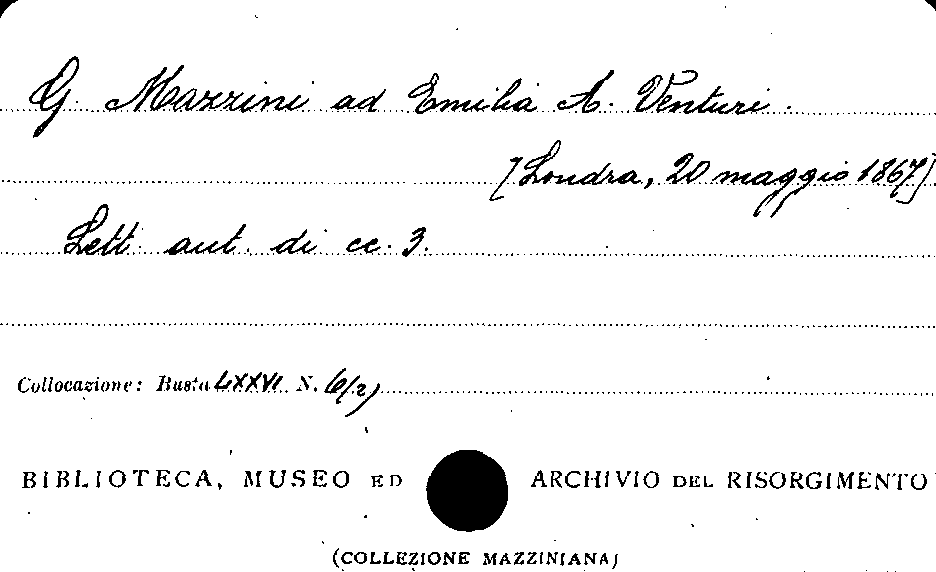 G. Mazzini ad Emilia A. Venturi.
[Londra, 20 maggio 1867]
Lett. aut. di cc. 3.
Collocazione: Busta LXXVI N. 6/2)
BIBLIOTECA, MUSEO ED ARCHIVIO DEL RISORGIMENTO
(COLLEZIONE MAZZINIANA)